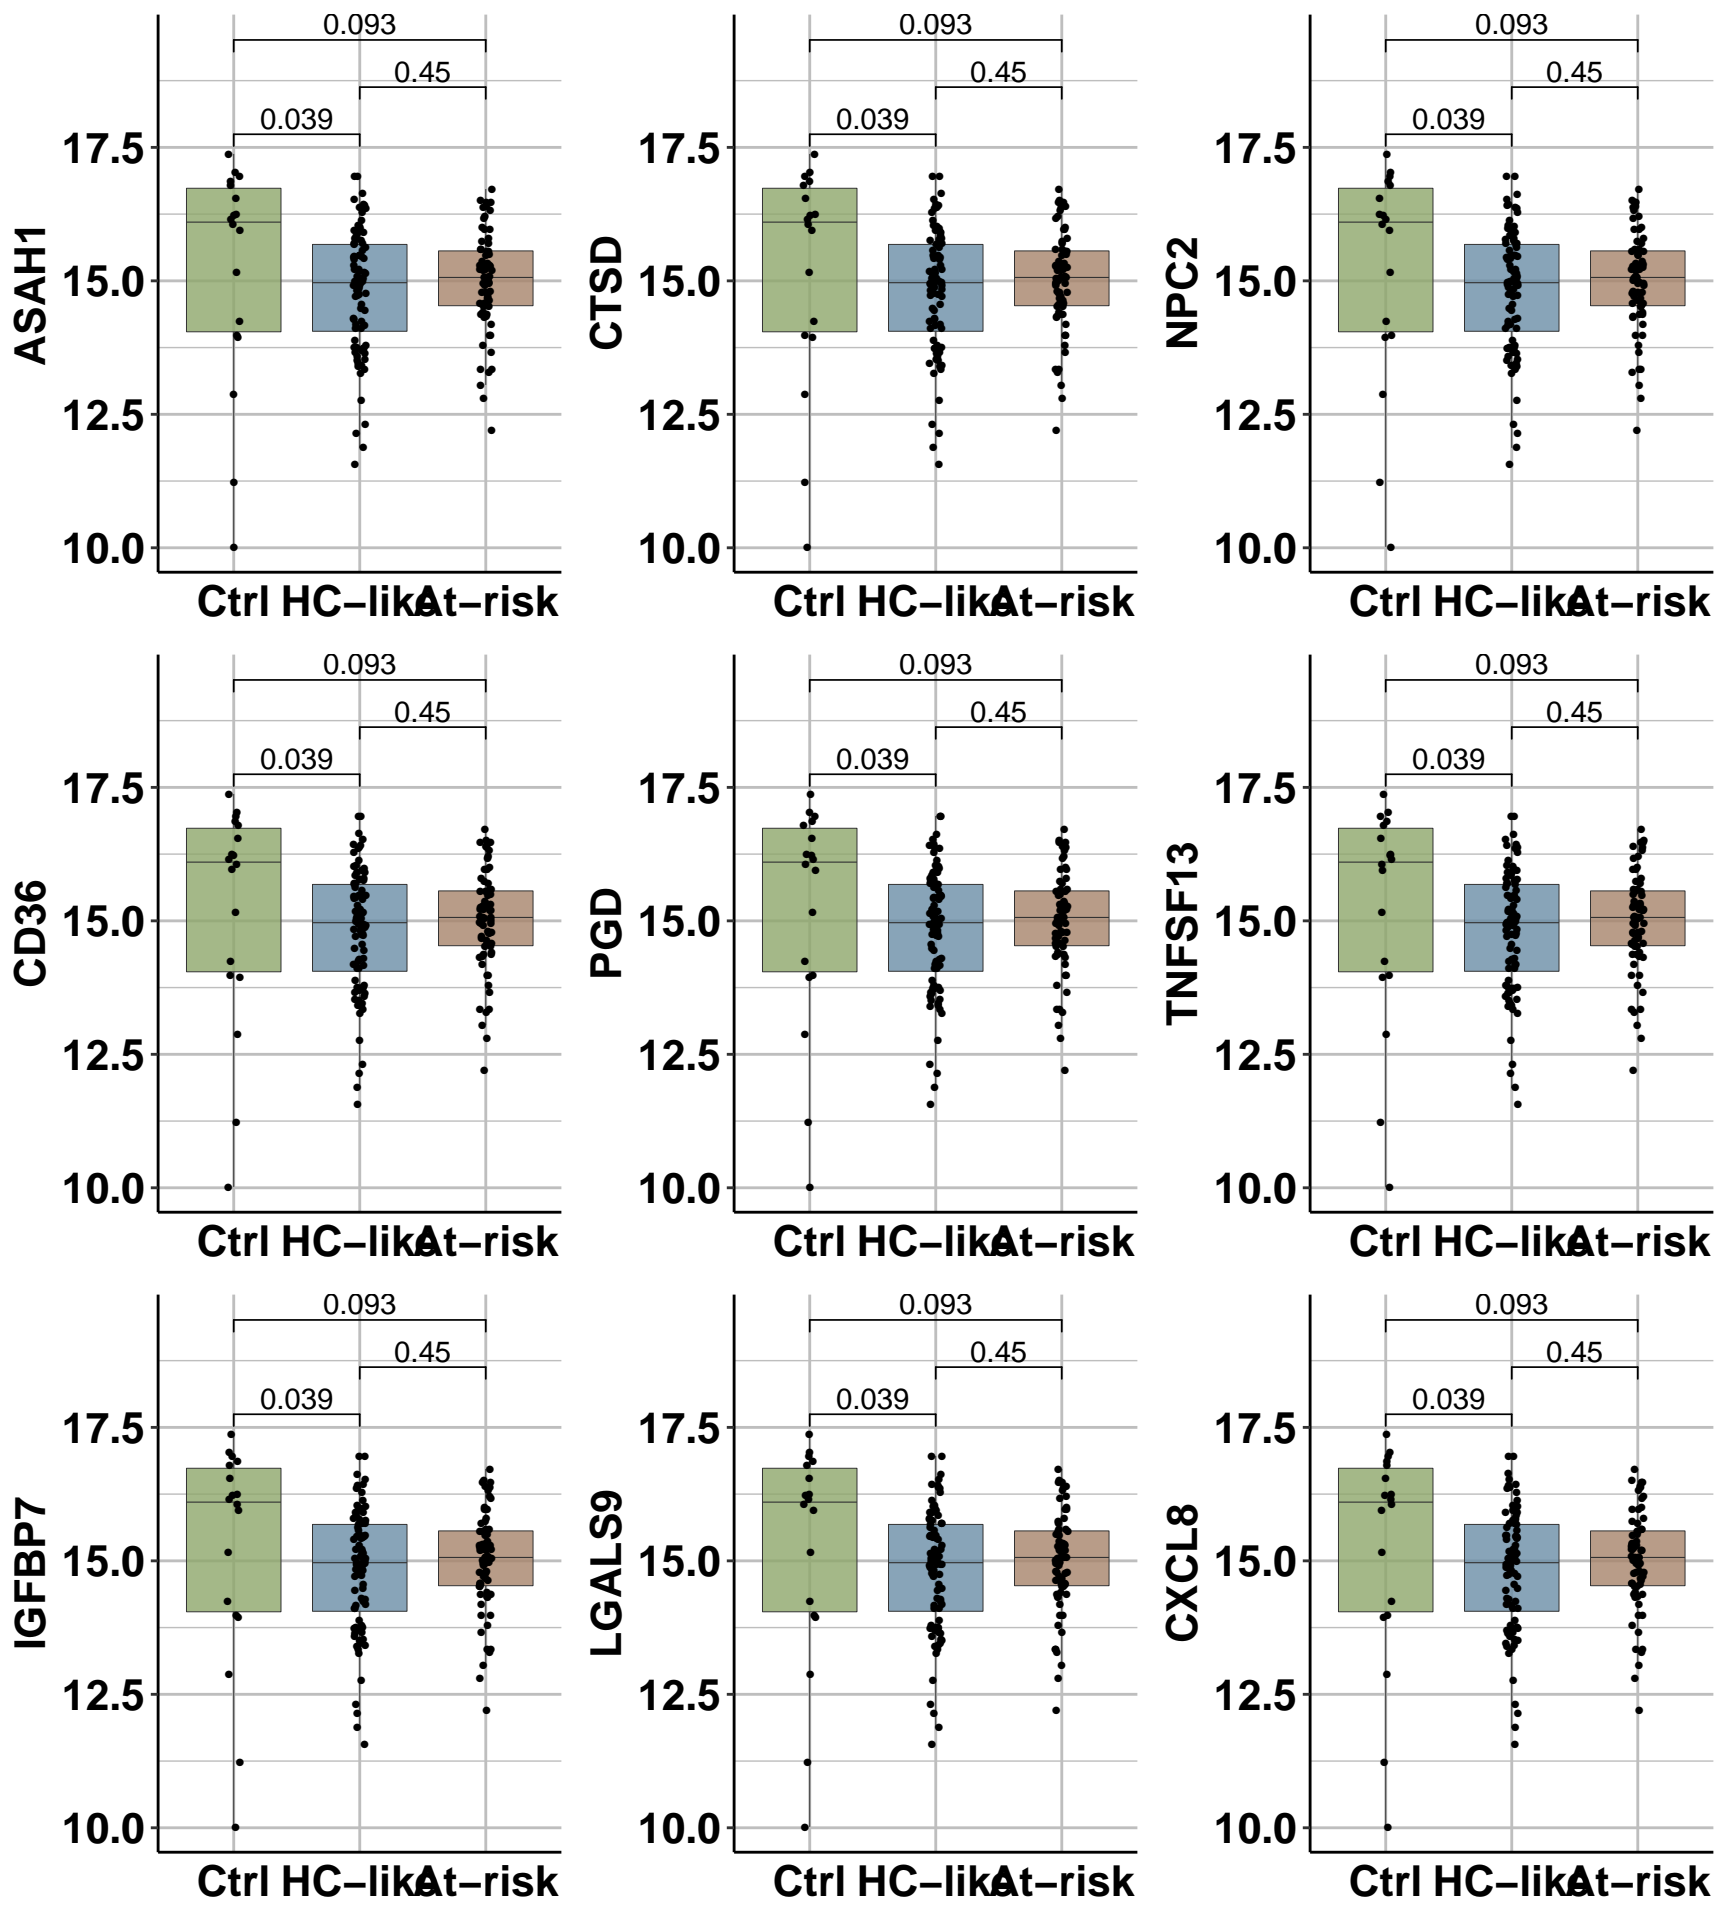 0.093 0.093 0.093
0.45 0.45 0.45
0.039 0.039 0.039
17.5 17.5 17.5
15.0 15.0 15.0
12.5 12.5 12.5
10.0 10.0 10.0
ASAH1 CTSD NPC2
Ctrl HC–like At–risk Ctrl HC–like At–risk Ctrl HC–like At–risk
0.093 0.093 0.093
0.45 0.45 0.45
0.039 0.039 0.039
17.5 17.5 17.5
15.0 15.0 15.0
12.5 12.5 12.5
10.0 10.0 10.0
CD36 PGD TNFSF13
Ctrl HC–like At–risk Ctrl HC–like At–risk Ctrl HC–like At–risk
0.093 0.093 0.093
0.45 0.45 0.45
0.039 0.039 0.039
17.5 17.5 17.5
15.0 15.0 15.0
12.5 12.5 12.5
10.0 10.0 10.0
IGFBP7 LGALS9 CXCL8
Ctrl HC–like At–risk Ctrl HC–like At–risk Ctrl HC–like At–risk